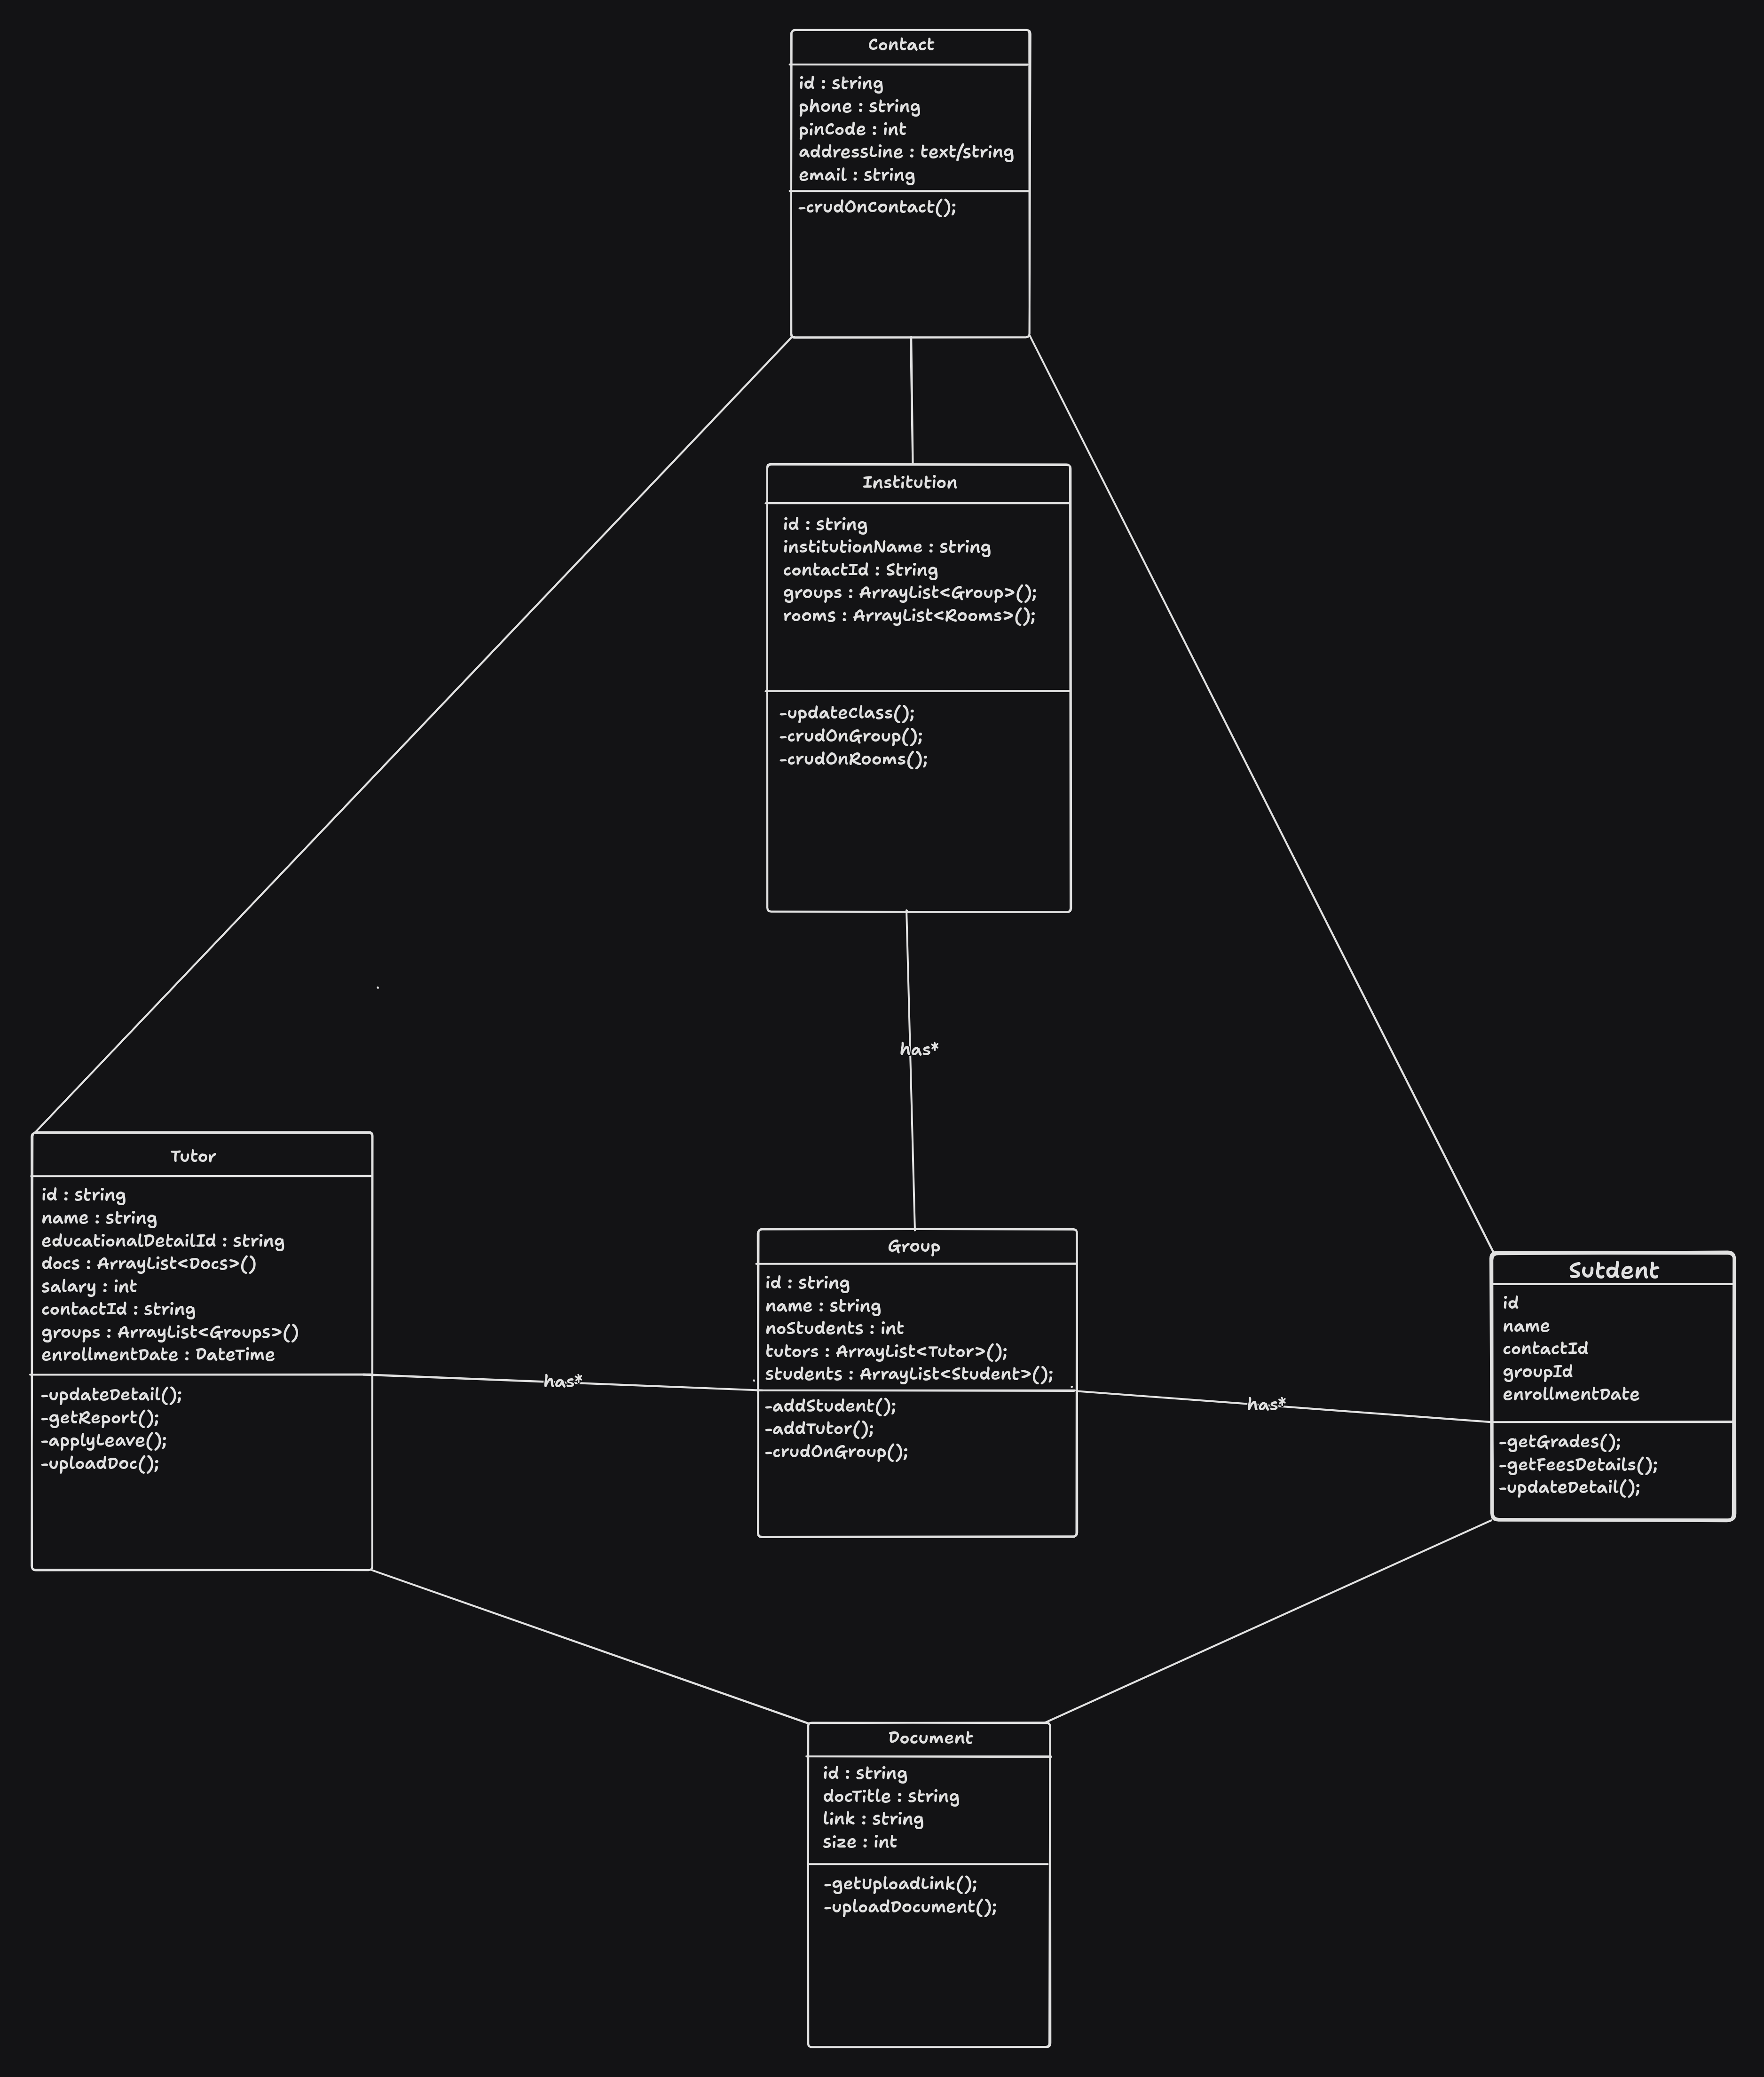 Contact
id : string
phone : string
pinCode : int
addressLine : text/string
email : string
-crudOnContact();
Institution
id : string
institutionName : string
contactId : String
groups : ArrayList<Group>();
rooms : ArrayList<Rooms>();
-updateClass();
-crudOnGroup();
-crudOnRooms();
has*
Tutor
id : string
name : string
educationalDetailId : string
docs : ArrayList<Docs>()
salary : int
contactId : string
groups : ArrayList<Groups>()
enrollmentDate : DateTime
-updateDetail();
-getReport();
-applyLeave();
-uploadDoc();
has*
Group
id : string
name : string
noStudents : int
tutors : ArrayList<Tutor>();
students : ArrayList<Student>();
-addStudent();
-addTutor();
-crudOnGroup();
has*
Sutdent
id
name
contactId
groupId
enrollmentDate
-getGrades();
-getFeesDetails();
-updateDetail();
Document
id : string
docTitle : string
link : string
size : int
-getUploadLink();
-uploadDocument();